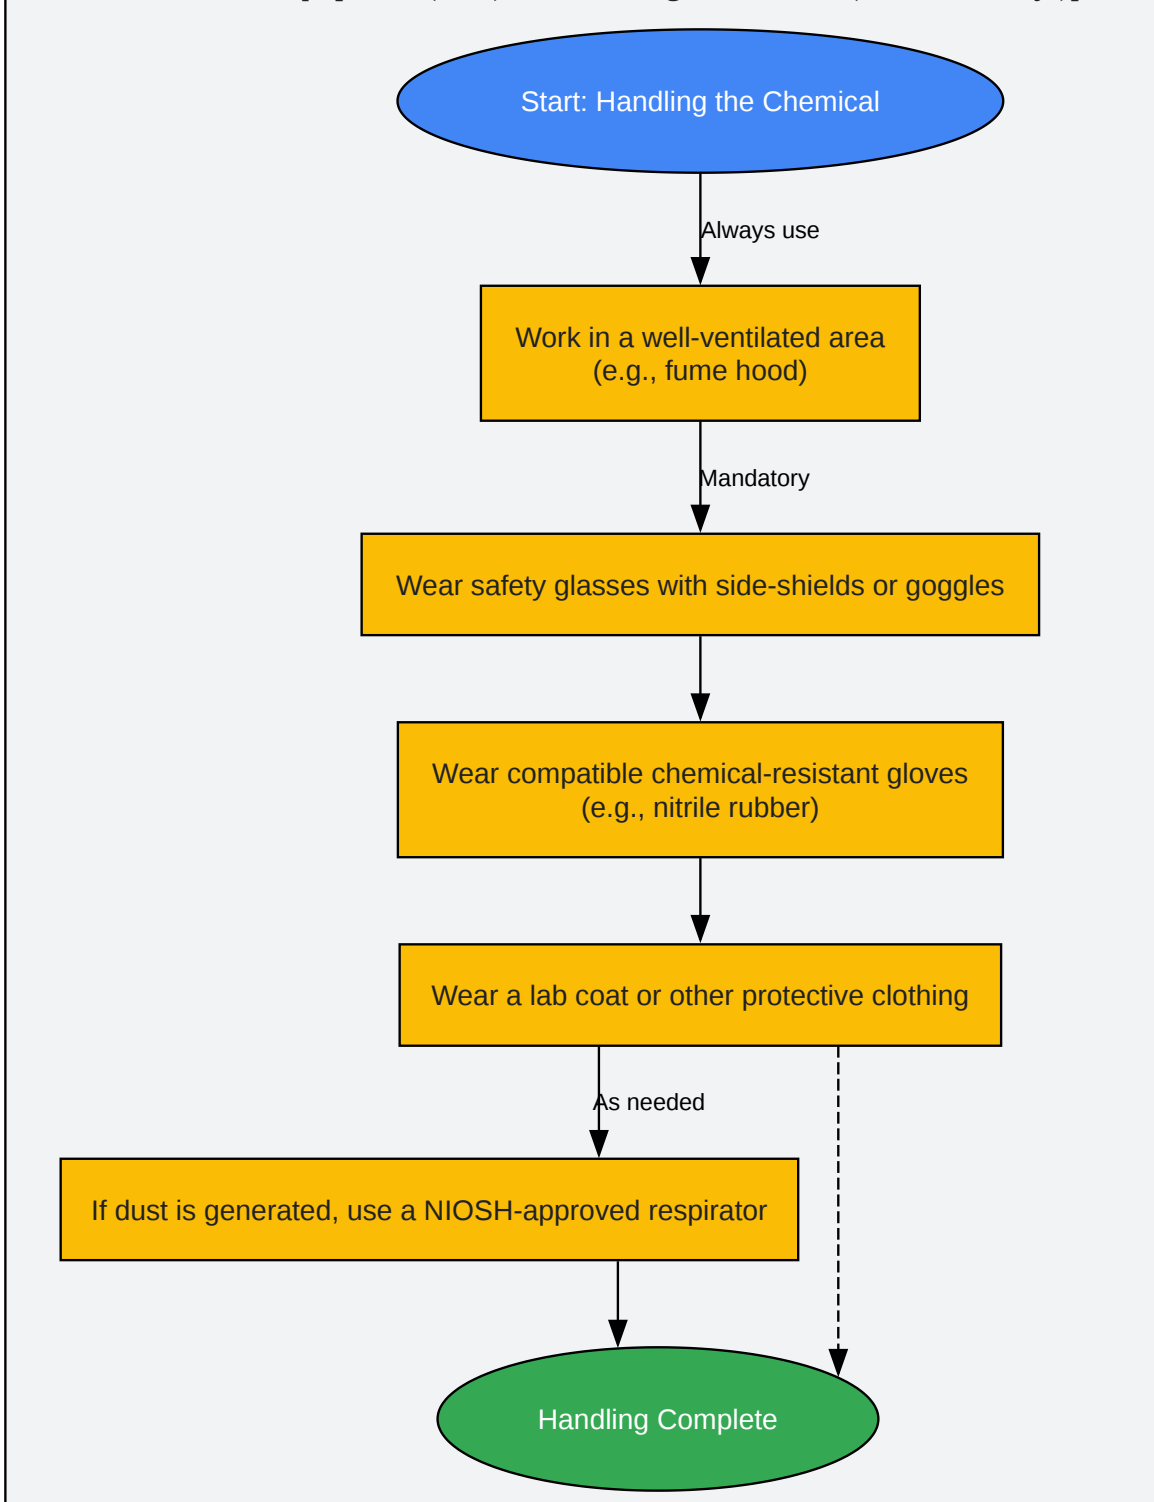 Start: Handling the Chemical
Always use
Work in a well-ventilated area
(e.g., fume hood)
Mandatory
Wear safety glasses with side-shields or goggles
Wear compatible chemical-resistant gloves
(e.g., nitrile rubber)
Wear a lab coat or other protective clothing
As needed
If dust is generated, use a NIOSH-approved respirator
Handling Complete